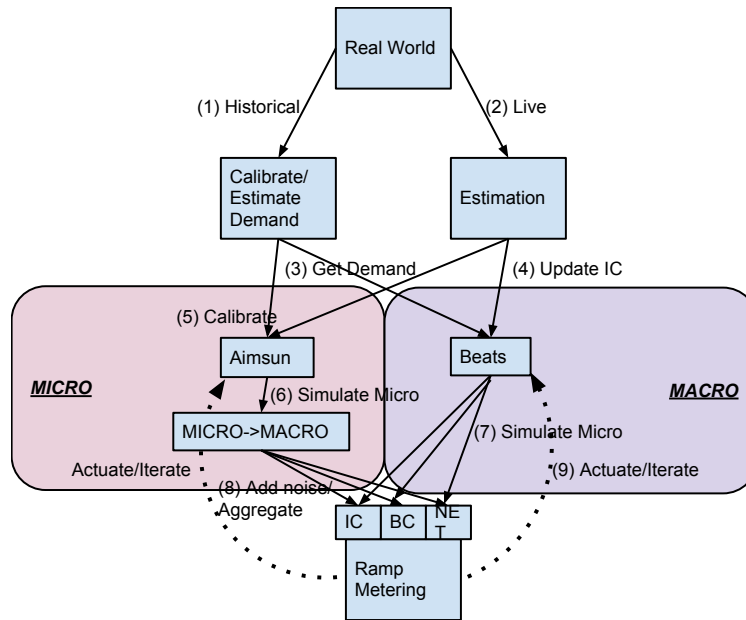 Real World
(1) Historical
(2) Live
Calibrate/
Estimate
Demand
Estimation
(3) Get Demand
(4) Update IC
(5) Calibrate
Aimsun
Beats
MICRO
MACRO
(6) Simulate Micro
MICRO->MACRO
(7) Simulate Micro
Actuate/Iterate
(9) Actuate/Iterate
(8) Add noise/
Aggregate
IC
BC
NE
T
Ramp
Metering